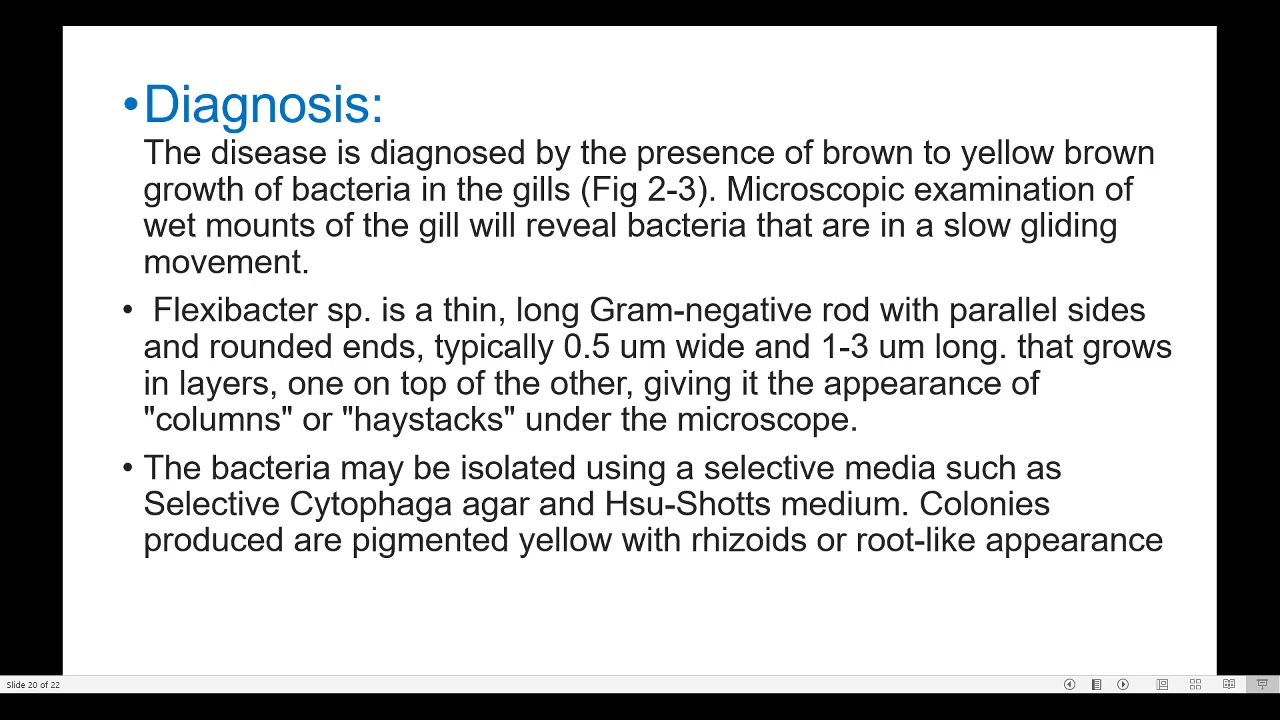 •Diagnosis:
The disease is diagnosed by the presence of brown to yellow brown
growth of bacteria in the gills (Fig 2-3). Microscopic examination of
wet mounts of the gill will reveal bacteria that are in a slow gliding
movement.
• Flexibacter sp. is a thin, long Gram-negative rod with parallel sides
and rounded ends, typically 0.5 um wide and 1-3 um long. that grows
in layers, one on top of the other, giving it the appearance of
"columns" or "haystacks" under the microscope.
• The bacteria may be isolated using a selective media such as
Selective Cytophaga agar and Hsu-Shotts medium. Colonies
produced are pigmented yellow with rhizoids or root-like appearance
Slide 20 of 22